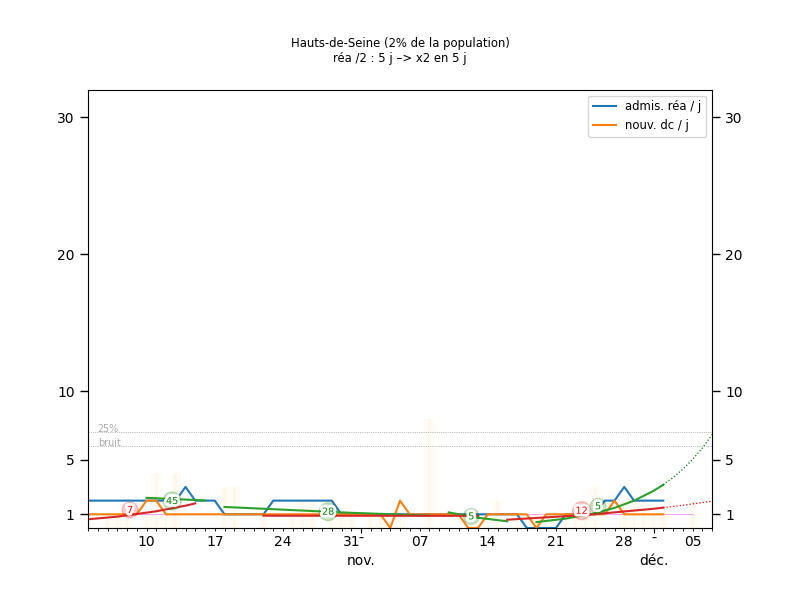 Hauts-de-Seine (2% de la population)
réa /2 : 5 j –> x2 en 5 j
admis. réa / j
nouv. dc / j
30 30
20 20
10 10
25%
bruit
5 5
7 45 28 5 12 5
1 1
10 17 24 31 07 14 21 28 - 05
nov. déc.